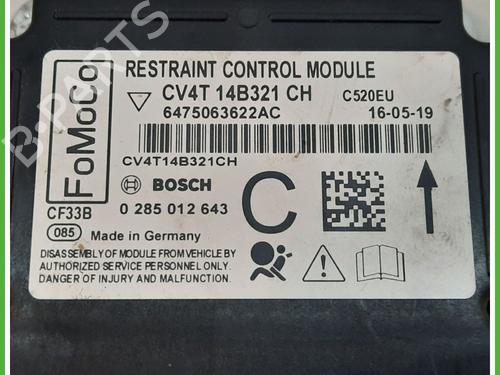 FoMoCo
RESTRAINT CONTROL MODULE
CV4T 14B321 CH C520EU
6475063622AC 16-05-19
CV4T14B321CH
BOSCH
CF33B 0 285 012 643 C
085 Made in Germany
DISASSEMBLY OF MODULE FROM VEHICLE BY
AUTHORIZED SERVICE PERSONNEL ONLY.
DANGER OF INJURY AND MALFUNCTION.
B-PARTS